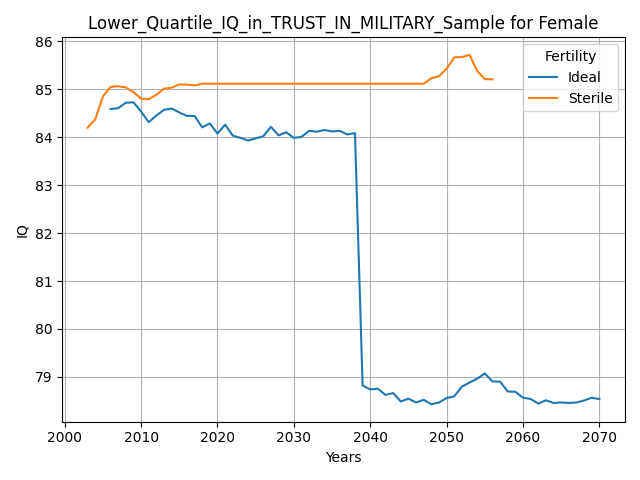 Lower_Quartile_IQ_in_TRUST_IN_MILITARY_Sample for Female
Fertility
Ideal
Sterile
IQ
86
85
84
83
82
81
80
79
2000
2010
2020
2030
2040
2050
2060
2070
Years